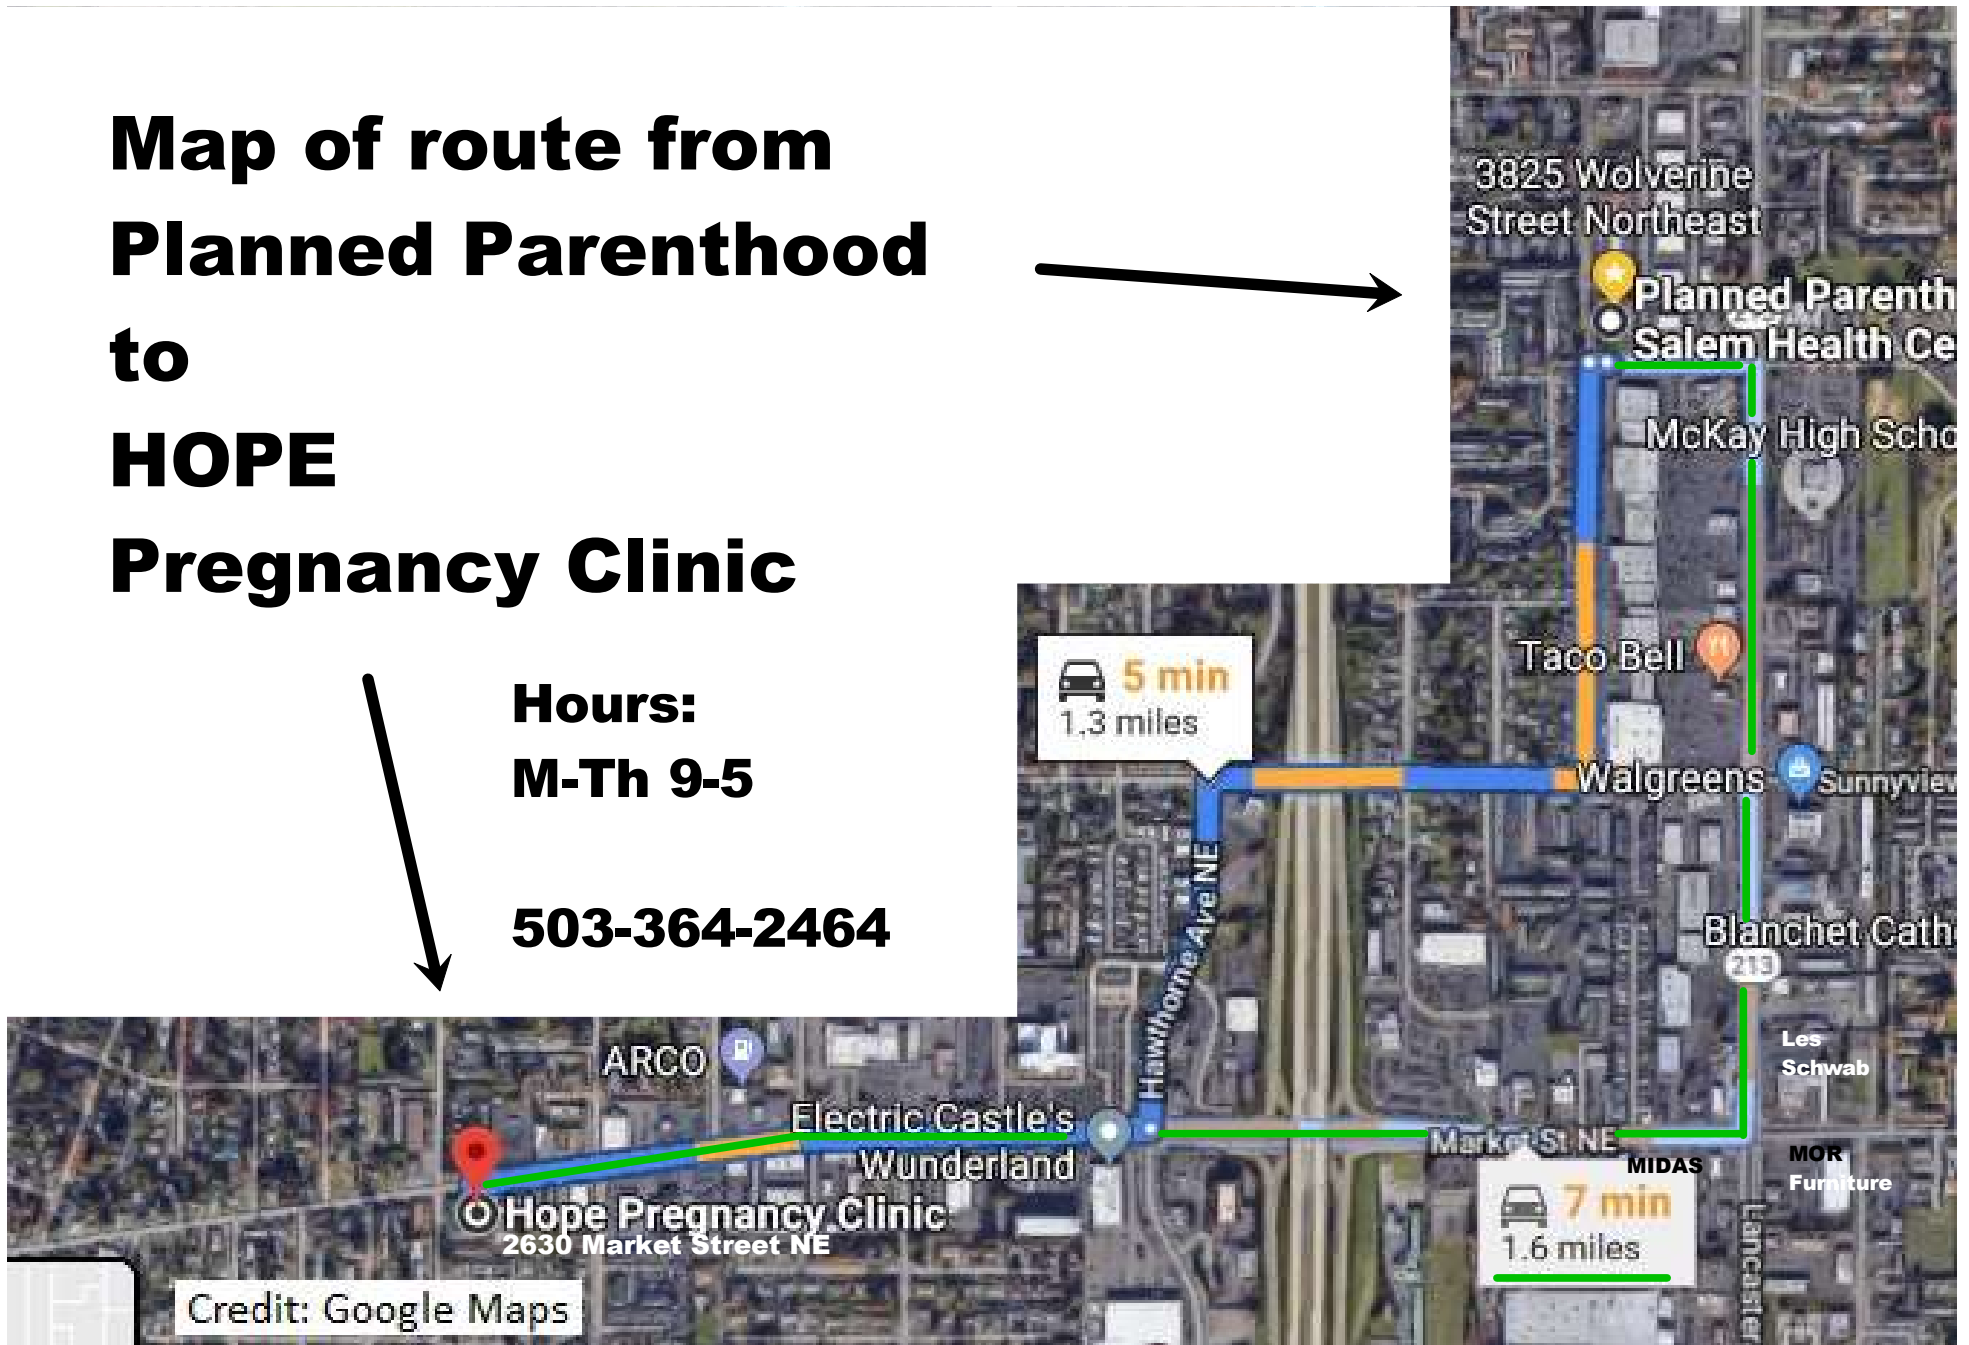 Map of route from
Planned Parenthood
to
HOPE
Pregnancy Clinic
Hours:
M-Th 9-5
503-364-2464
3825 Wolverine
Street Northeast
Planned Parenth
Salem Health Ce
McKay High Scho
Taco Bell
5 min
1.3 miles
Walgreens
Sunnyview
Hawthorne Ave NE
Blanchet Cath
213
Les
Schwab
ARCO
Electric Castle's
Wunderland
Market St NE
MIDAS
MOR
Furniture
7 min
1.6 miles
Lancaster
Hope Pregnancy Clinic
2630 Market Street NE
Credit: Google Maps